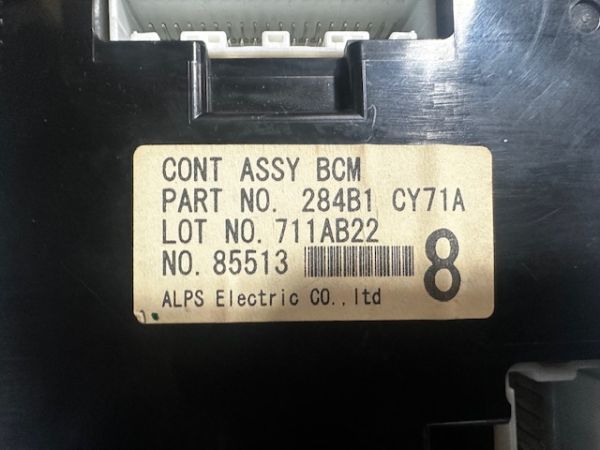 CONT ASSY BCM
PART NO. 284B1 CY71A
LOT NO. 711AB22
NO. 85513
8
ALPS Electric CO., ltd